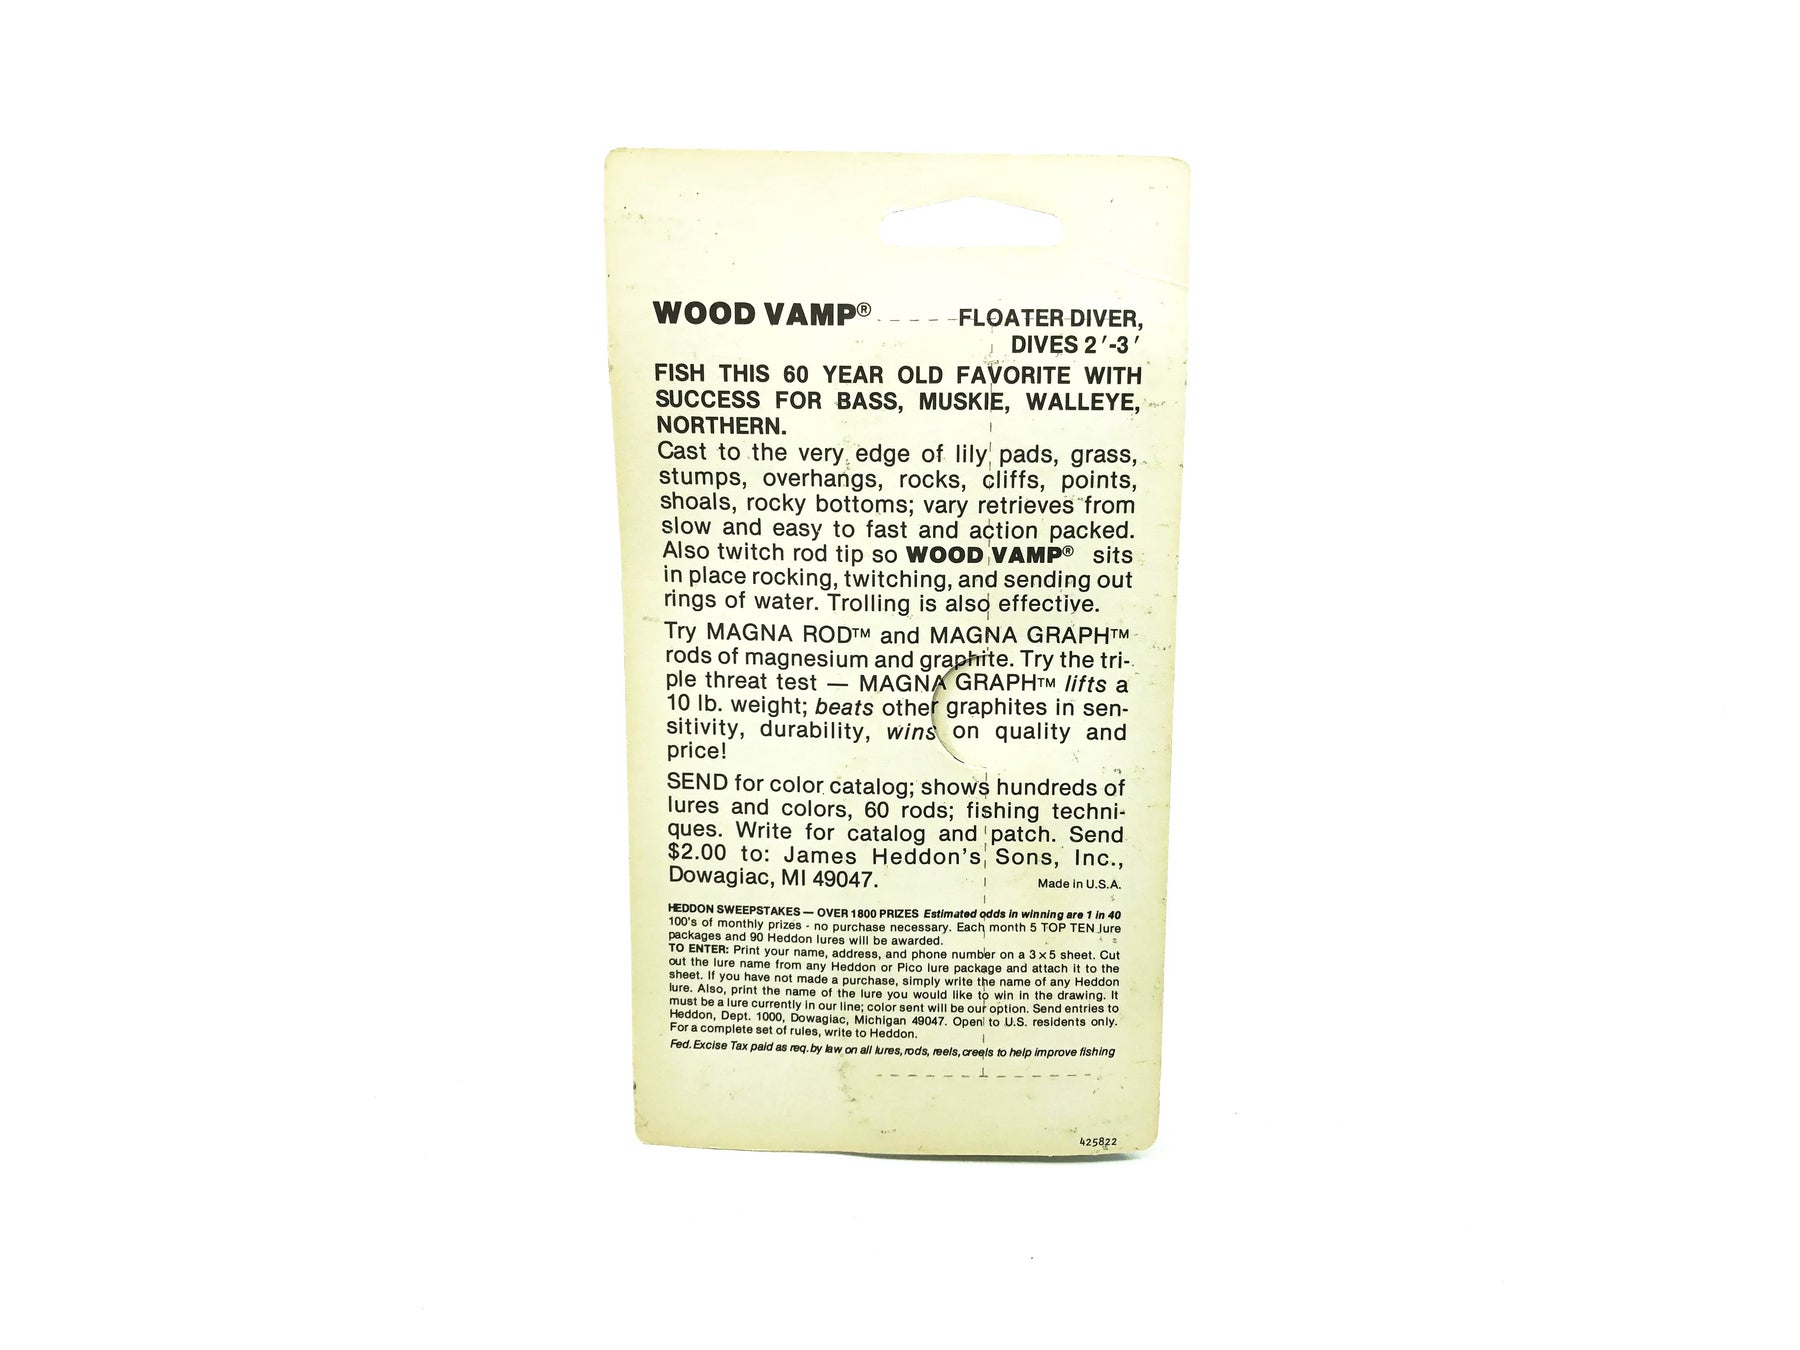 WOOD VAMP® - - - - FLOATER DIVER,
DIVES 2'-3'
FISH THIS 60 YEAR OLD FAVORITE WITH
SUCCESS FOR BASS, MUSKIE, WALLEYE,
NORTHERN.
Cast to the very edge of lily pads, grass,
stumps, overhangs, rocks, cliffs, points,
shoals, rocky bottoms; vary retrieves from
slow and easy to fast and action packed.
Also twitch rod tip so WOOD VAMP® sits
in place rocking, twitching, and sending out
rings of water. Trolling is also effective.
Try MAGNA ROD™ and MAGNA GRAPH™
rods of magnesium and graphite. Try the tri-
ple threat test — MAGNA GRAPH™ lifts a
10 lb. weight; beats other graphites in sen-
sitivity, durability, wins on quality and
price!
SEND for color catalog; shows hundreds of
lures and colors, 60 rods; fishing techni-
ques. Write for catalog and patch. Send
$2.00 to: James Heddon's Sons, Inc.,
Dowagiac, MI 49047. Made in U.S.A.
HEDDON SWEEPSTAKES — OVER 1800 PRIZES Estimated odds in winning are 1 in 40
100's of monthly prizes - no purchase necessary. Each month 5 TOP TEN lure
packages and 90 Heddon lures will be awarded.
TO ENTER: Print your name, address, and phone number on a 3 x 5 sheet. Cut
out the lure name from any Heddon or Pico lure package and attach it to the
sheet. If you have not made a purchase, simply write the name of any Heddon
lure. Also, print the name of the lure you would like to win in the drawing. It
must be a lure currently in our line; color sent will be our option. Send entries to
Heddon, Dept. 1000, Dowagiac, Michigan 49047. Open to U.S. residents only.
For a complete set of rules, write to Heddon.
Fed. Excise Tax paid as req. by law on all lures, rods, reels, creels to help improve fishing
425822